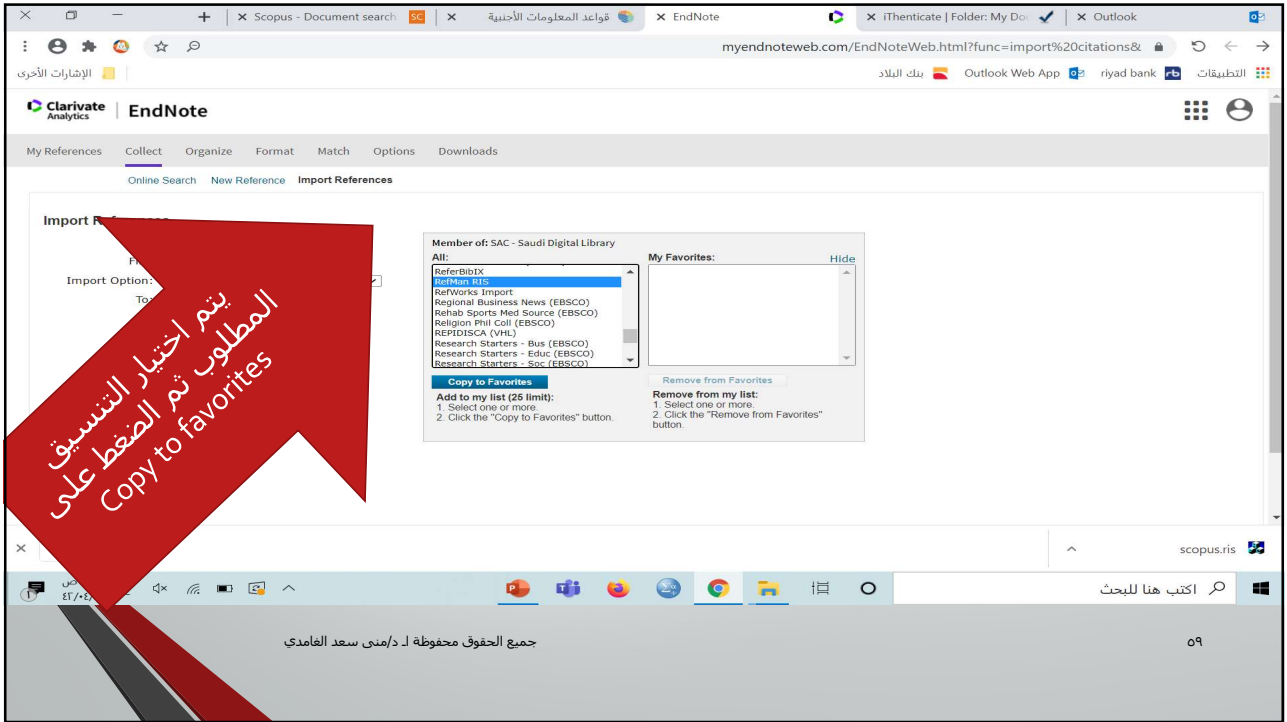 Scopus - Document search
قواعد المعلومات الأجنبية
EndNote
iThenticate | Folder: My Do
Outlook
myendnoteweb.com/EndNoteWeb.html?func=import%20citations&
الإشارات الأخرى
بنك البلاد
Outlook Web App
riyad bank
التطبيقات
Clarivate Analytics | EndNote
My References Collect Organize Format Match Options Downloads
Online Search New Reference Import References
Import
Import Option:
To:
يتم اختيار التنسيق
المطلوب ثم الضغط على
Copy to favorites
Member of: SAC - Saudi Digital Library
All:
ReferBibIX
RefMan RIS
RefWorks Import
Regional Business News (EBSCO)
Rehab Sports Med Source (EBSCO)
Religion Phil Coll (EBSCO)
REPIDISCA (VHL)
Research Starters - Bus (EBSCO)
Research Starters - Educ (EBSCO)
Research Starters - Soc (EBSCO)
Copy to Favorites
Add to my list (25 limit):
1. Select one or more.
2. Click the "Copy to Favorites" button.
My Favorites:
Hide
Remove from Favorites
Remove from my list:
1. Select one or more.
2. Click the "Remove from Favorites"
button.
scopus.ris
اكتب هنا للبحث
جميع الحقوق محفوظة لـ د/منى سعد الغامدي
٥٩